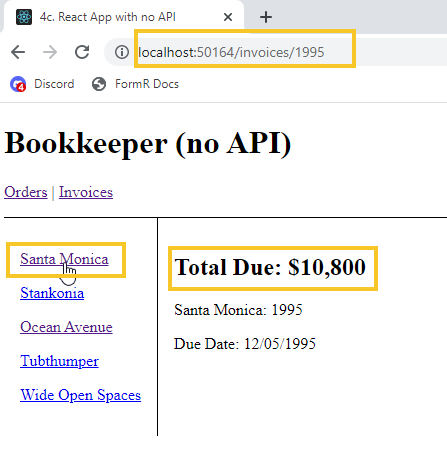 4c. React App with no API
localhost:50164/invoices/1995
Discord FormR Docs
Bookkeeper (no API)
Orders | Invoices
Santa Monica
Stankonia
Ocean Avenue
Tubthumper
Wide Open Spaces
Total Due: $10,800
Santa Monica: 1995
Due Date: 12/05/1995